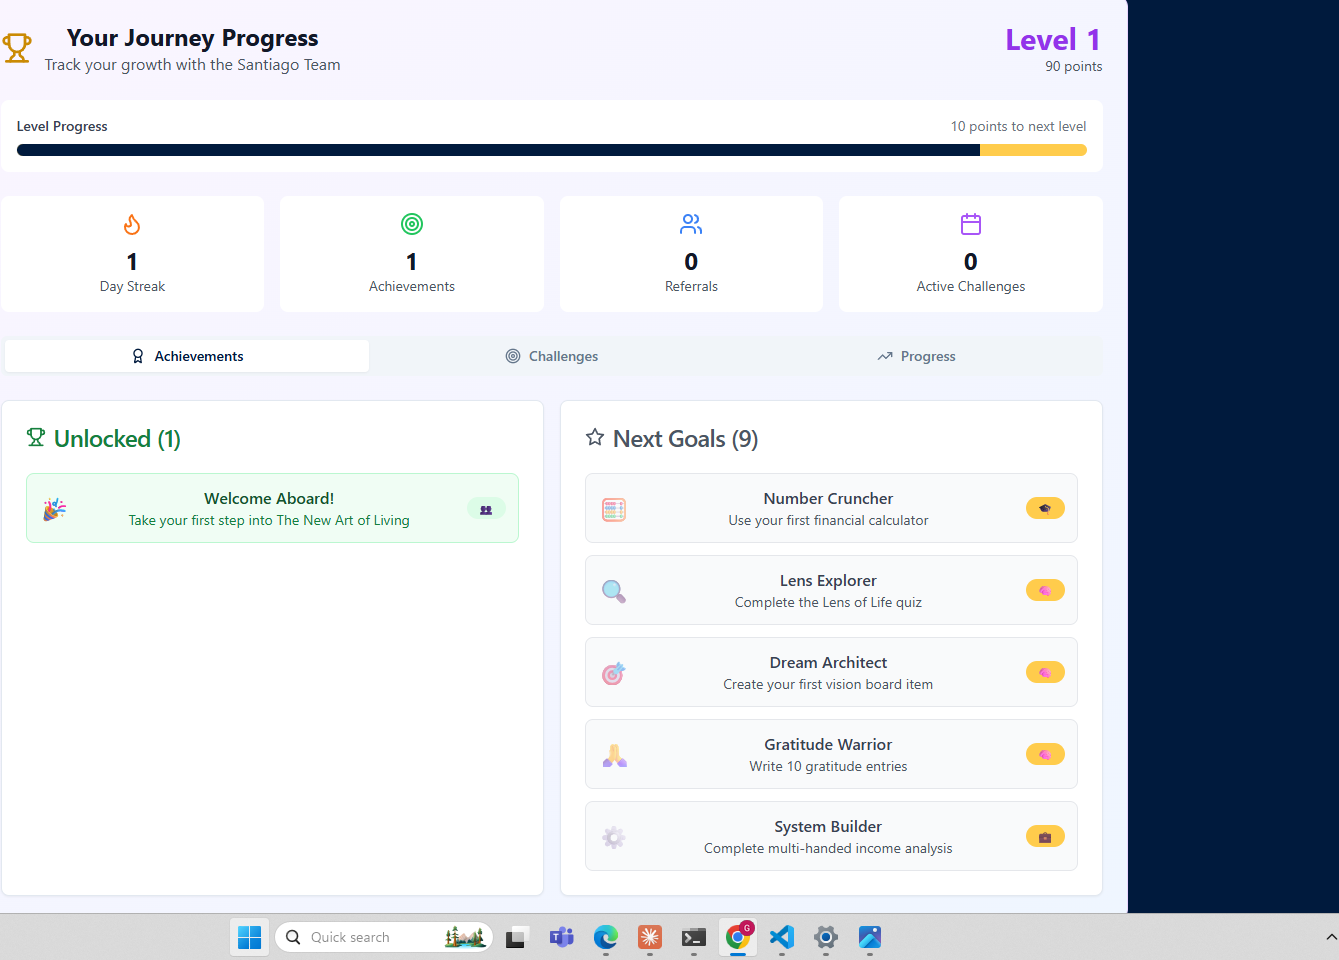 Your Journey Progress
Track your growth with the Santiago Team
Level 1
90 points
Level Progress
10 points to next level
1
Day Streak
1
Achievements
0
Referrals
0
Active Challenges
Achievements
Challenges
Progress
Unlocked (1)
Welcome Aboard!
Take your first step into The New Art of Living
Next Goals (9)
Number Cruncher
Use your first financial calculator
Lens Explorer
Complete the Lens of Life quiz
Dream Architect
Create your first vision board item
Gratitude Warrior
Write 10 gratitude entries
System Builder
Complete multi-handed income analysis
Quick search
T
G